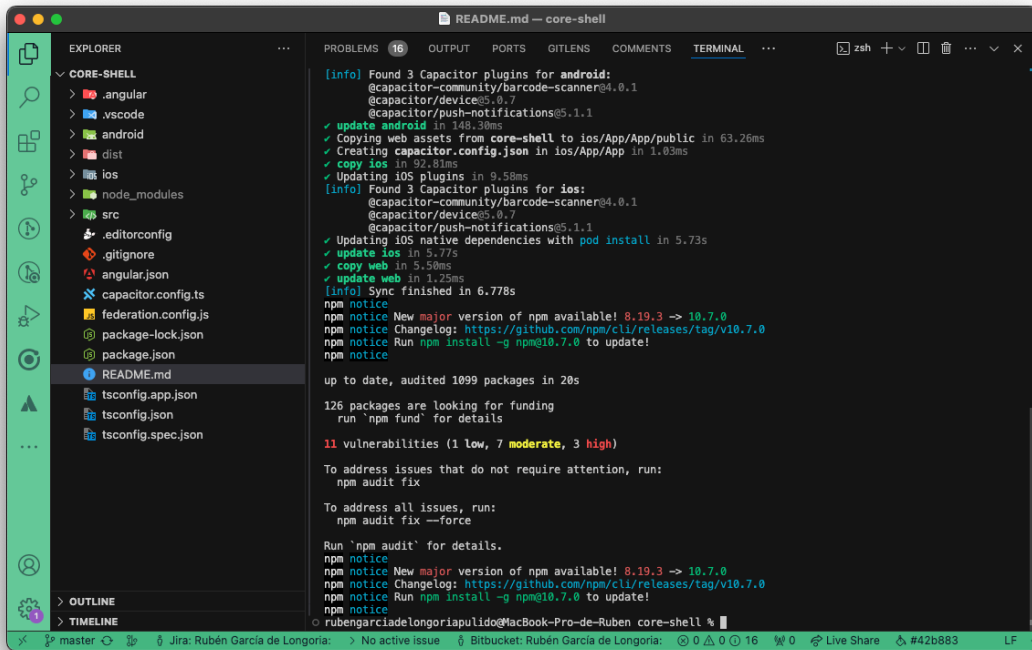 README.md — core-shell
EXPLORER
CORE-SHELL
.angular
.vscode
android
dist
ios
node_modules
src
.editorconfig
.gitignore
angular.json
capacitor.config.ts
federation.config.js
package-lock.json
package.json
README.md
tsconfig.app.json
tsconfig.json
tsconfig.spec.json
OUTLINE
TIMELINE
1
PROBLEMS 16 OUTPUT PORTS GITLENS COMMENTS TERMINAL ··· zsh
[info] Found 3 Capacitor plugins for android:
@capacitor-community/barcode-scanner@4.0.1
@capacitor/device@5.0.7
@capacitor/push-notifications@5.1.1
✔ update android in 148.30ms
✔ Copying web assets from core-shell to ios/App/App/public in 63.26ms
✔ Creating capacitor.config.json in ios/App/App in 1.03ms
✔ copy ios in 92.81ms
✔ Updating iOS plugins in 9.58ms
[info] Found 3 Capacitor plugins for ios:
@capacitor-community/barcode-scanner@4.0.1
@capacitor/device@5.0.7
@capacitor/push-notifications@5.1.1
✔ Updating iOS native dependencies with pod install in 5.73s
✔ update ios in 5.77s
✔ copy web in 5.50ms
✔ update web in 1.25ms
[info] Sync finished in 6.778s
npm notice
npm notice New major version of npm available! 8.19.3 -> 10.7.0
npm notice Changelog: https://github.com/npm/cli/releases/tag/v10.7.0
npm notice Run npm install -g npm@10.7.0 to update!
npm notice
up to date, audited 1099 packages in 20s
126 packages are looking for funding
run `npm fund` for details
11 vulnerabilities (1 low, 7 moderate, 3 high)
To address issues that do not require attention, run:
npm audit fix
To address all issues, run:
npm audit fix --force
Run `npm audit` for details.
npm notice
npm notice New major version of npm available! 8.19.3 -> 10.7.0
npm notice Changelog: https://github.com/npm/cli/releases/tag/v10.7.0
npm notice Run npm install -g npm@10.7.0 to update!
npm notice
rubengarciadelongoriapulido@MacBook-Pro-de-Ruben core-shell %
master Jira: Rubén García de Longoria: > No active issue Bitbucket: Rubén García de Longoria: 0 0 16 0 Live Share #42b883 LF